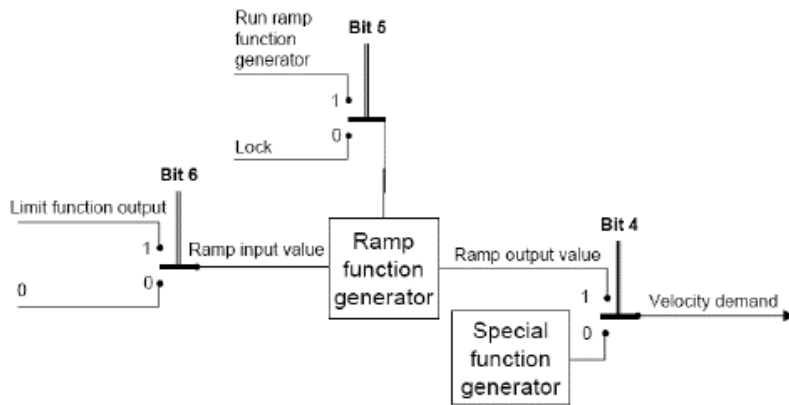 Run ramp
function
generator
Bit 5
1
0
Lock
Bit 6
Limit function output
1
0
0
Ramp input value
Ramp
function
generator
Ramp output value
Bit 4
1
0
Velocity demand
Special
function
generator